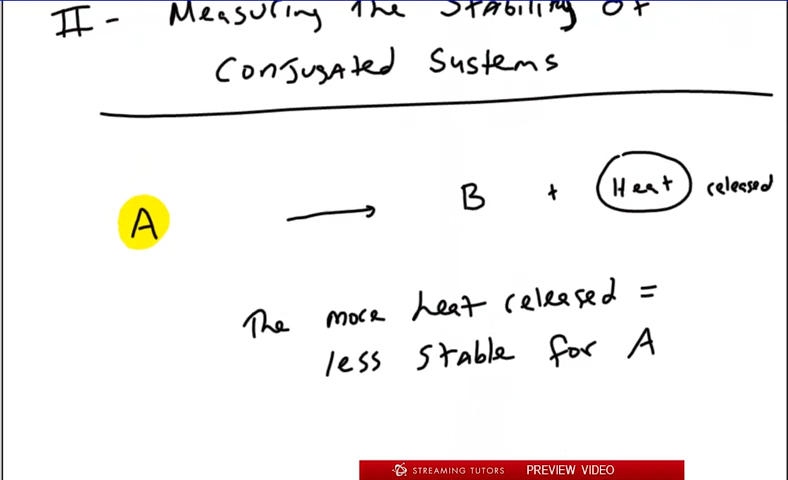 II- Measuring The Stability of
Conjugated Systems
A → B + Heat released
The more heat released =
less stable for A
STREAMING TUTORS PREVIEW VIDEO